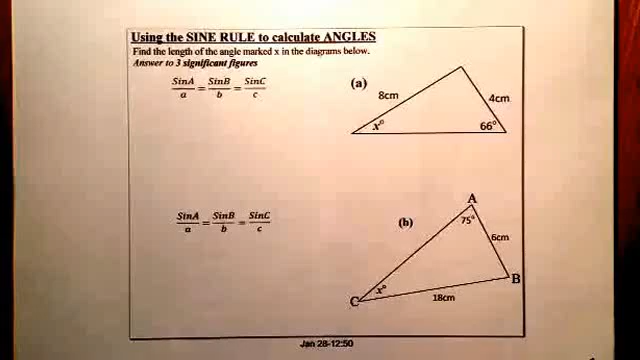 Using the SINE RULE to calculate ANGLES
Find the length of the angle marked x in the diagrams below.
Answer to 3 significant figures
SinA/a = SinB/b = SinC/c
(a)
8cm
4cm
x°
66°
SinA/a = SinB/b = SinC/c
(b)
A
75°
6cm
B
x°
C
18cm
Jan 28-12:50